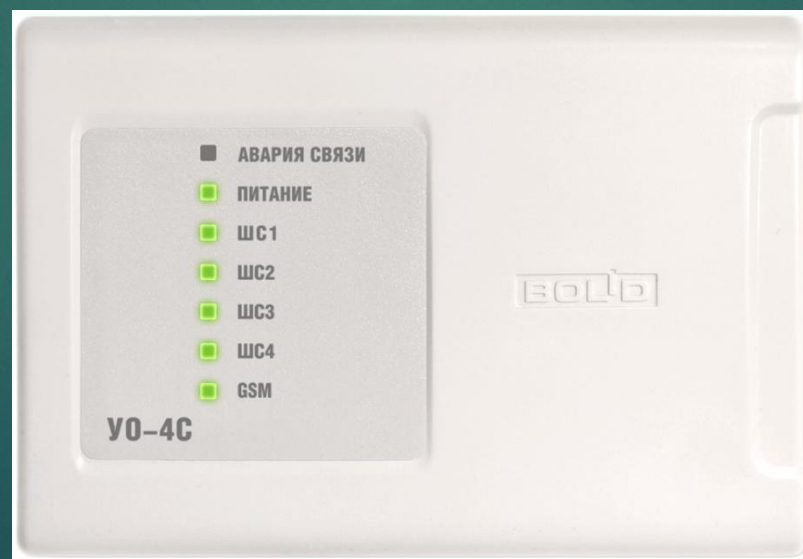 АВАРИЯ СВЯЗИ
ПИТАНИЕ
ШС1
ШС2
ШС3
ШС4
GSM
УО-4С
BOLID